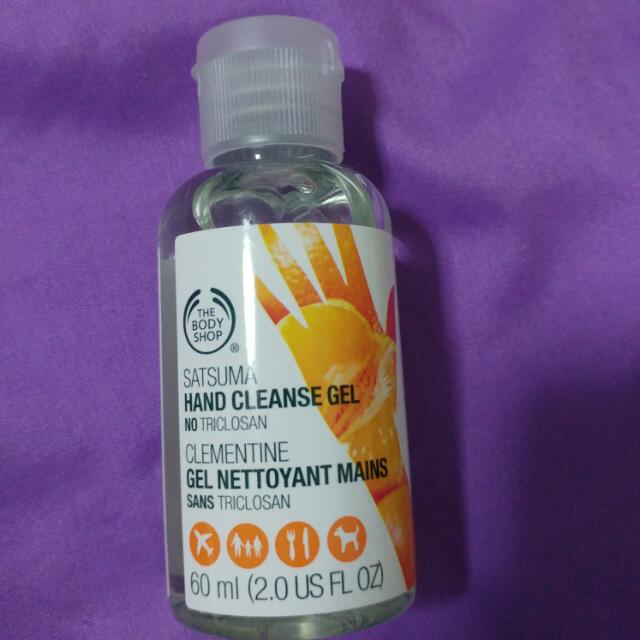 THE
BODY
SHOP
®
SATSUMA
HAND CLEANSE GEL
NO TRICLOSAN
CLEMENTINE
GEL NETTOYANT MAINS
SANS TRICLOSAN
60 ml (2.0 US FL OZ)